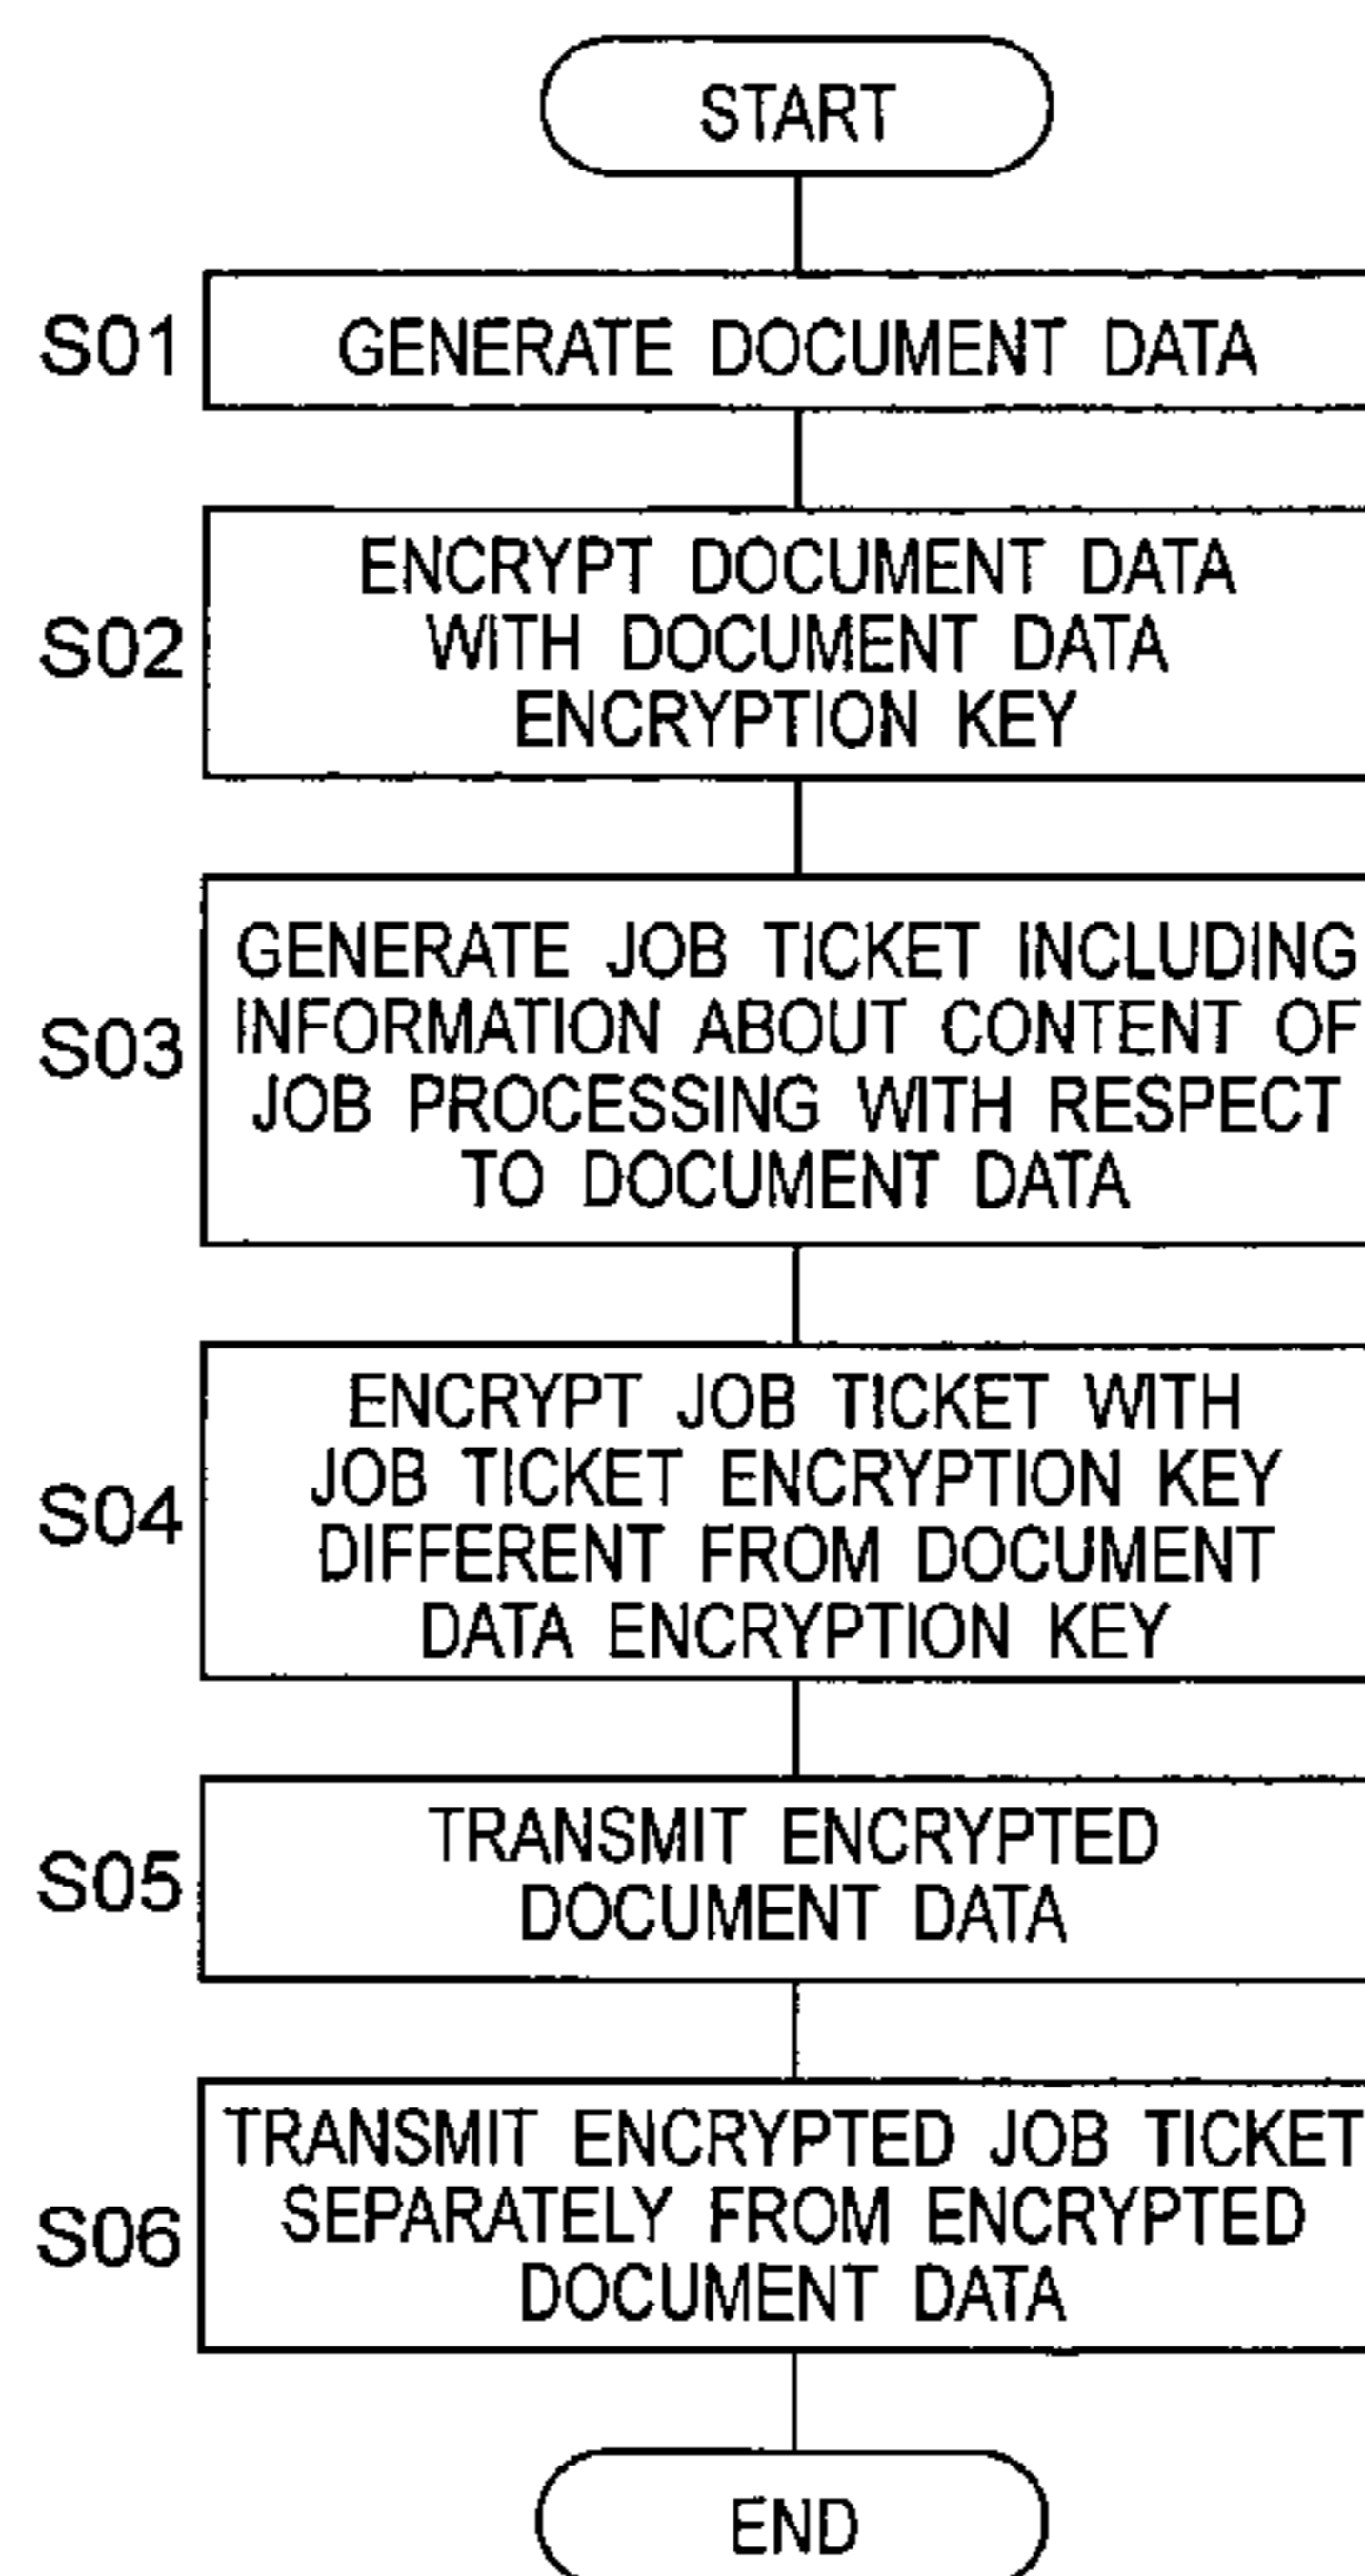 START
S01
GENERATE DOCUMENT DATA
S02
ENCRYPT DOCUMENT DATA
WITH DOCUMENT DATA
ENCRYPTION KEY
S03
GENERATE JOB TICKET INCLUDING
INFORMATION ABOUT CONTENT OF
JOB PROCESSING WITH RESPECT
TO DOCUMENT DATA
S04
ENCRYPT JOB TICKET WITH
JOB TICKET ENCRYPTION KEY
DIFFERENT FROM DOCUMENT
DATA ENCRYPTION KEY
S05
TRANSMIT ENCRYPTED
DOCUMENT DATA
S06
TRANSMIT ENCRYPTED JOB TICKET
SEPARATELY FROM ENCRYPTED
DOCUMENT DATA
END